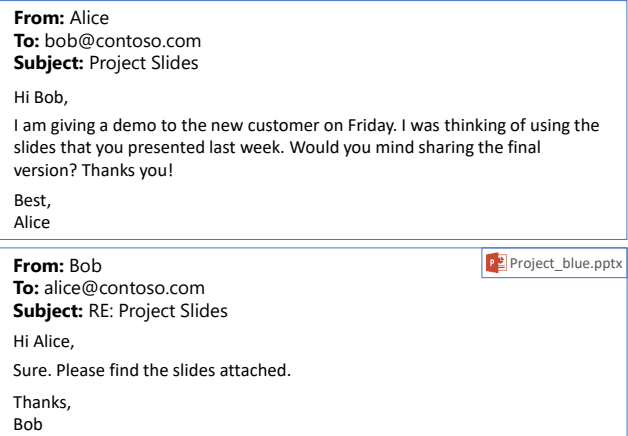 From: Alice
To: bob@contoso.com
Subject: Project Slides
Hi Bob,
I am giving a demo to the new customer on Friday. I was thinking of using the
slides that you presented last week. Would you mind sharing the final
version? Thanks you!
Best,
Alice
From: Bob
Project_blue.pptx
To: alice@contoso.com
Subject: RE: Project Slides
Hi Alice,
Sure. Please find the slides attached.
Thanks,
Bob